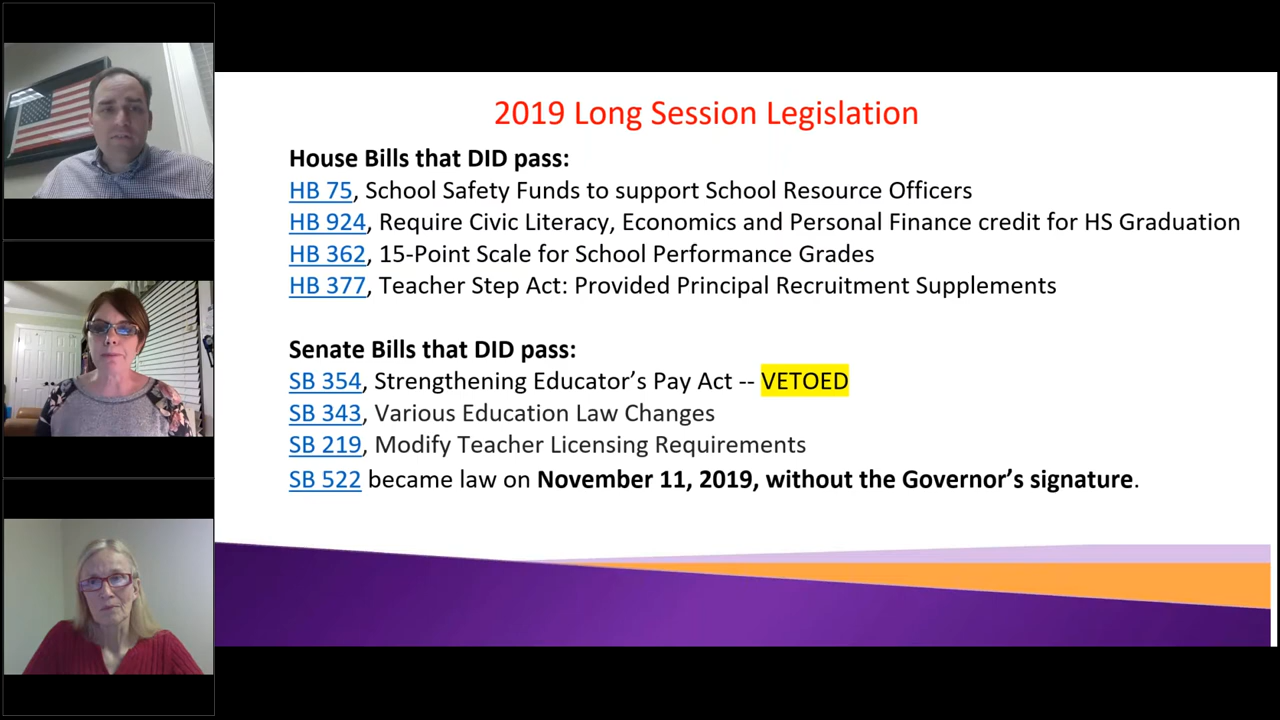 2019 Long Session Legislation
House Bills that DID pass:
HB 75, School Safety Funds to support School Resource Officers
HB 924, Require Civic Literacy, Economics and Personal Finance credit for HS Graduation
HB 362, 15-Point Scale for School Performance Grades
HB 377, Teacher Step Act: Provided Principal Recruitment Supplements
Senate Bills that DID pass:
SB 354, Strengthening Educator’s Pay Act -- VETOED
SB 343, Various Education Law Changes
SB 219, Modify Teacher Licensing Requirements
SB 522 became law on November 11, 2019, without the Governor’s signature.